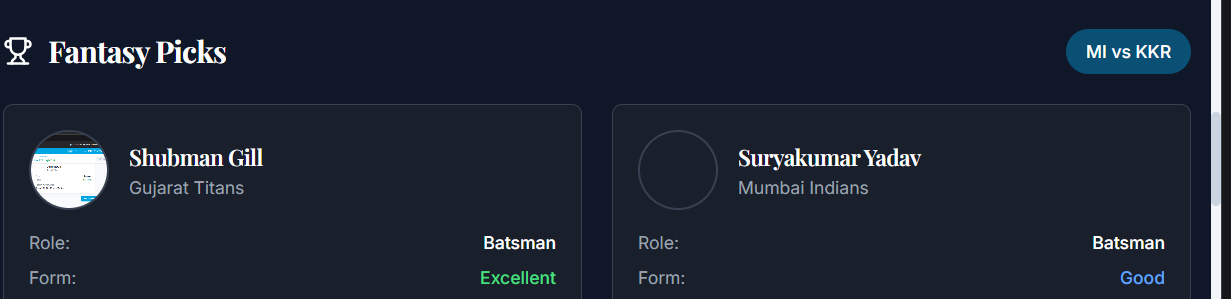 Fantasy Picks
MI vs KKR
Shubman Gill
Gujarat Titans
Role: Batsman
Form: Excellent
Suryakumar Yadav
Mumbai Indians
Role: Batsman
Form: Good